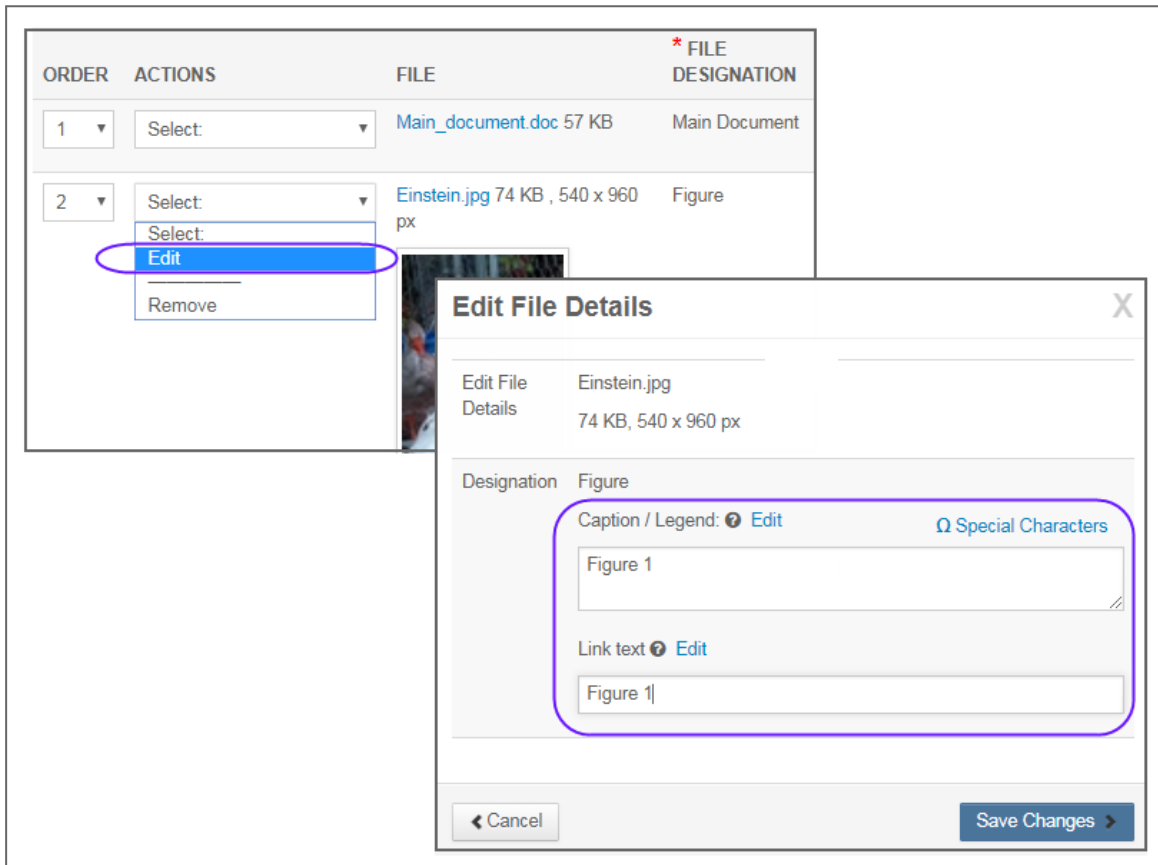 * FILE
ORDER ACTIONS FILE DESIGNATION
1 Select: Main_document.doc 57 KB Main Document
2 Select: Einstein.jpg 74 KB , 540 x 960 Figure
px
Select:
Edit
——————
Remove
Edit File Details X
Edit File Einstein.jpg
Details
74 KB, 540 x 960 px
Designation Figure
Caption / Legend: ? Edit Ω Special Characters
Figure 1
Link text ? Edit
Figure 1
Cancel Save Changes